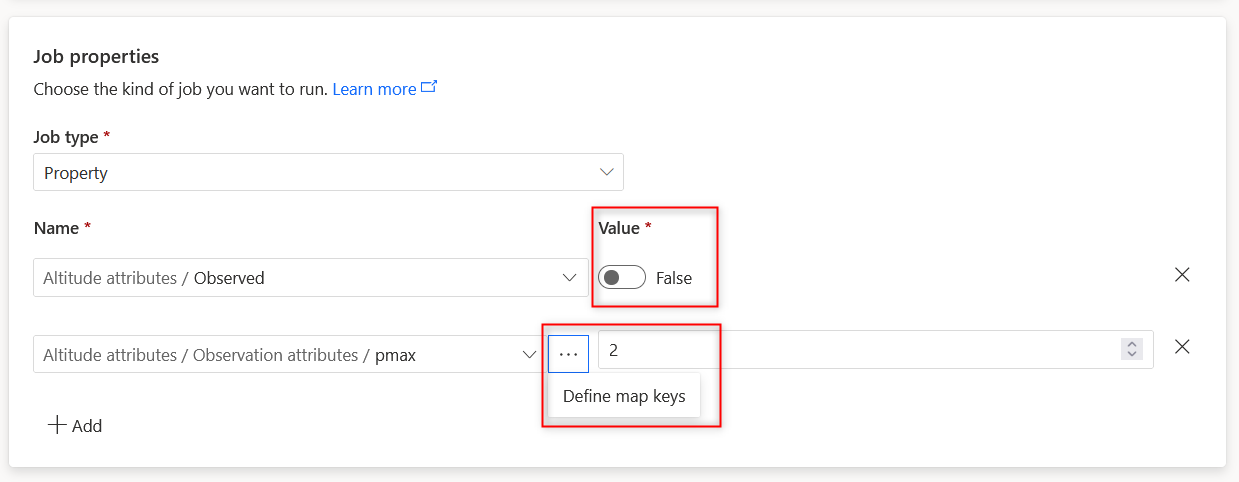 Job properties
Choose the kind of job you want to run. Learn more
Job type *
Property
Name * Value *
Altitude attributes / Observed False
Altitude attributes / Observation attributes / pmax ... 2
Define map keys
+ Add